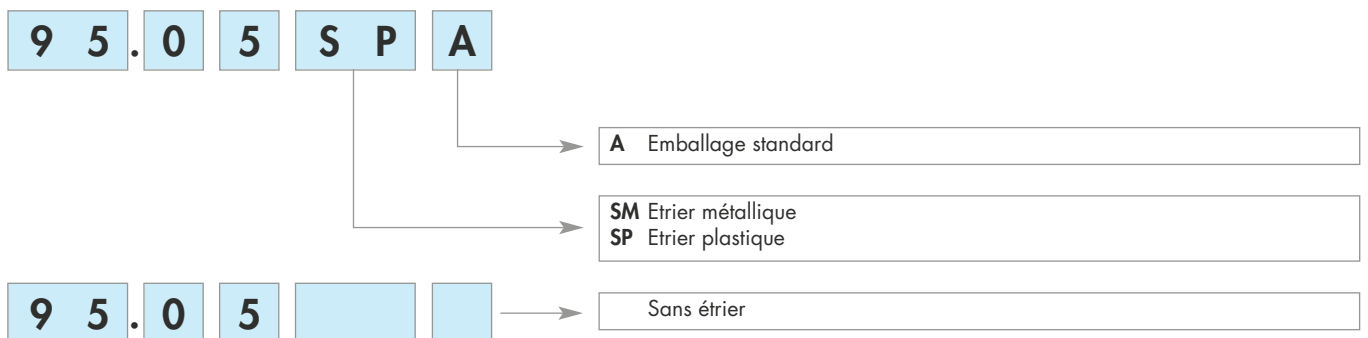 9 5.0 5 S P A
A Emballage standard
SM Etrier métallique
SP Etrier plastique
9 5.0 5
Sans étrier